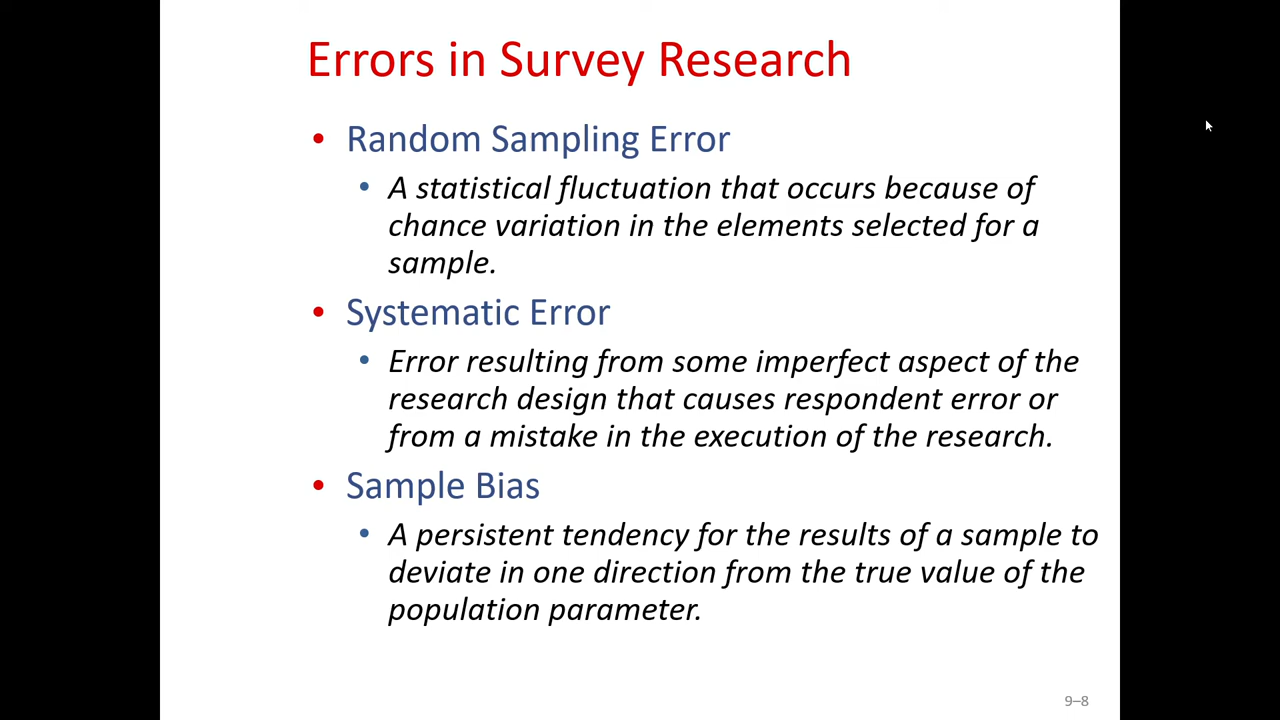 Errors in Survey Research
• Random Sampling Error
• A statistical fluctuation that occurs because of
chance variation in the elements selected for a
sample.
• Systematic Error
• Error resulting from some imperfect aspect of the
research design that causes respondent error or
from a mistake in the execution of the research.
• Sample Bias
• A persistent tendency for the results of a sample to
deviate in one direction from the true value of the
population parameter.
9–8